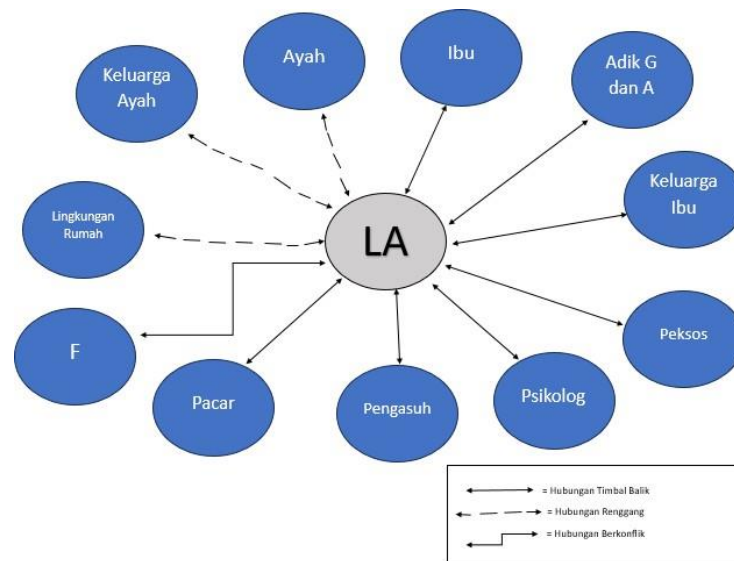 Keluarga
Ayah
Ayah
Ibu
Adik G
dan A
Keluarga
Ibu
Lingkungan
Rumah
LA
F
Peksos
Pacar
Pengasuh
Psikolog
= Hubungan Timbal Balik
= Hubungan Renggang
= Hubungan Berkonflik